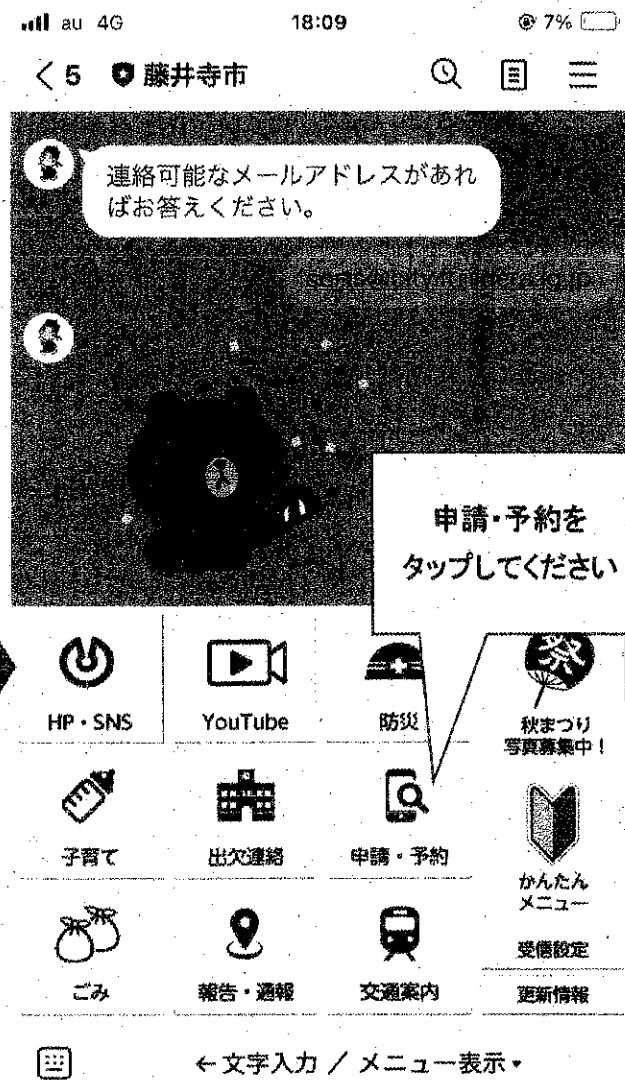 au 4G 18:09 7%
5 藤井寺市
連絡可能なメールアドレスがあれ
ばお答えください。
申請・予約を
タップしてください
HP・SNS
YouTube
防災
祭
秋まつり
写真募集中!
子育て
出欠連絡
申請・予約
かんたん
メニュー
ごみ
報告・通報
交通案内
受信設定
更新情報
←文字入力 / メニュー表示▾